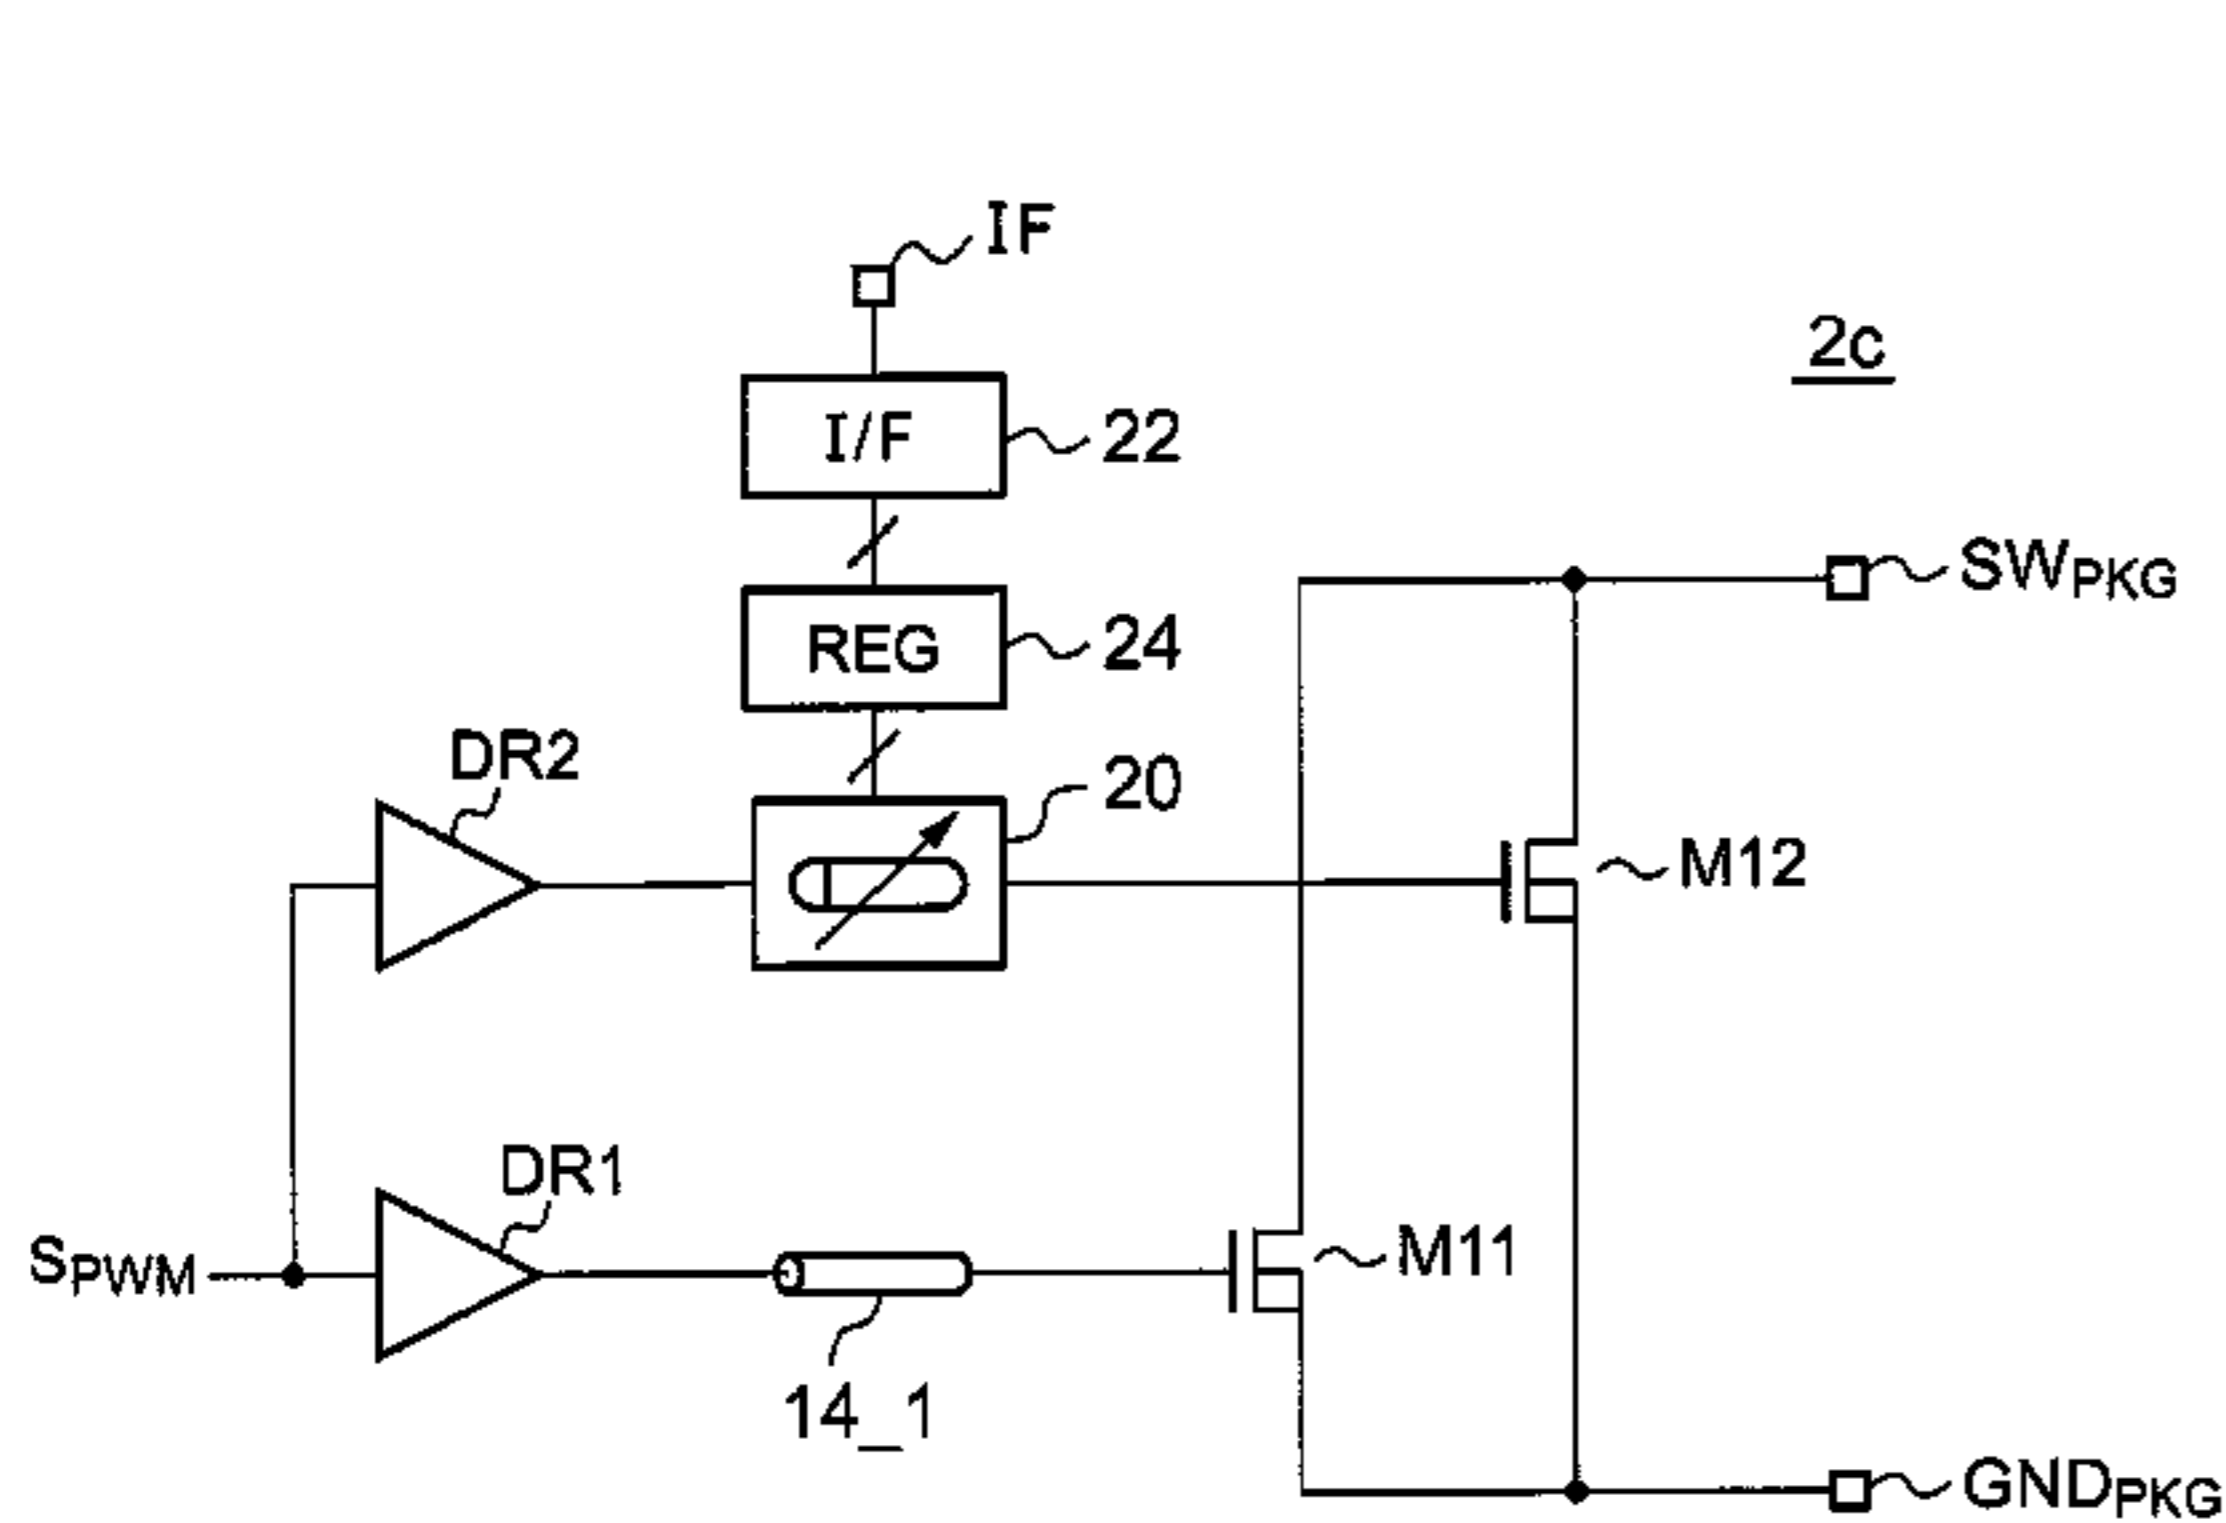 IF
2c
I/F
22
SWPKG
REG
24
DR2
20
M12
DR1
SPWM
M11
14_1
GNDPKG